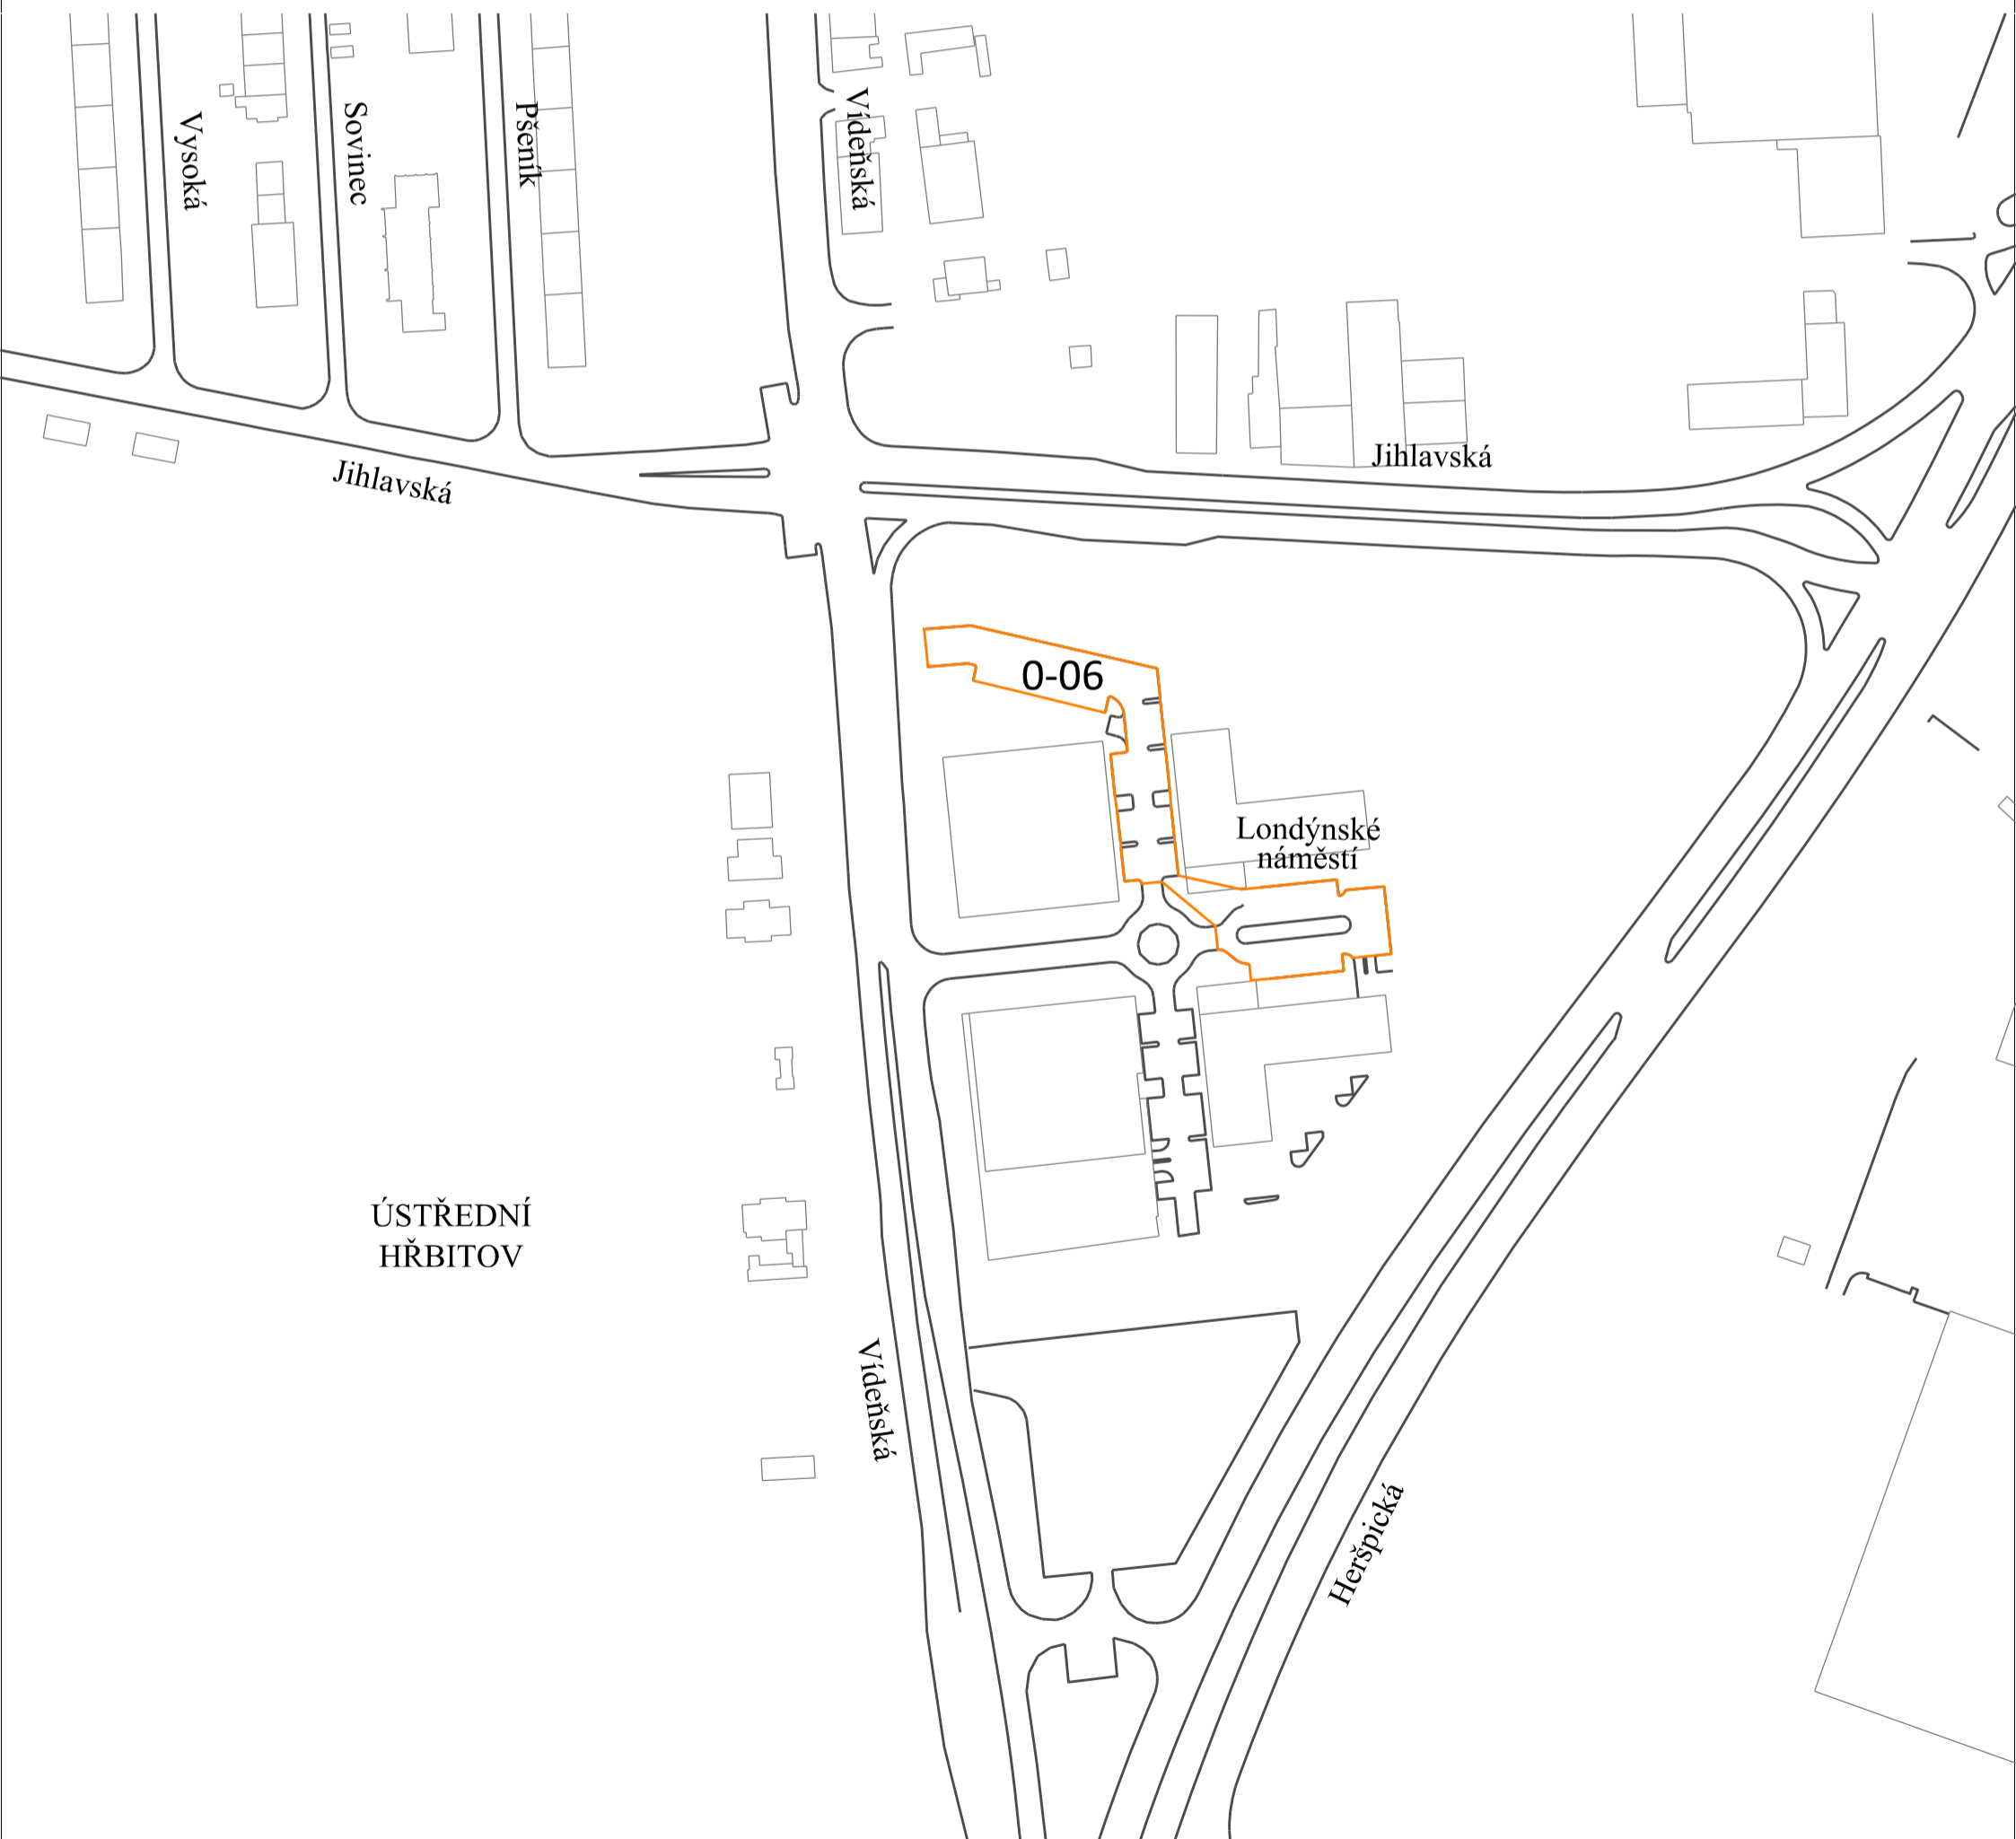 Vysoká
Sovinec
Pšeník
Vídeňská
Jihlavská
Jihlavská
0-06
Londýnské
náměstí
ÚSTŘEDNÍ
HŘBITOV
Vídeňská
Heršpická